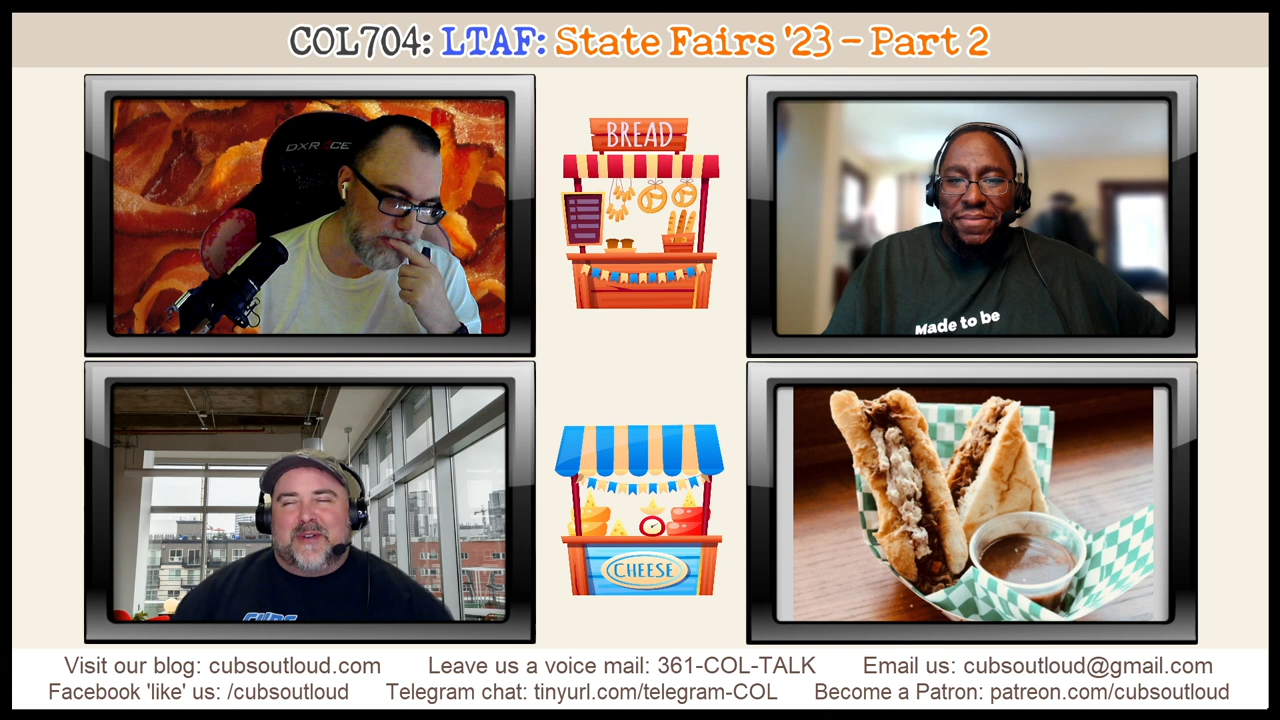 COL704: LTAF: State Fairs '23 - Part 2
DXRACE
BREAD
Made to be
CUBS
CHEESE
Visit our blog: cubsoutloud.com Leave us a voice mail: 361-COL-TALK Email us: cubsoutloud@gmail.com
Facebook 'like' us: /cubsoutloud Telegram chat: tinyurl.com/telegram-COL Become a Patron: patreon.com/cubsoutloud